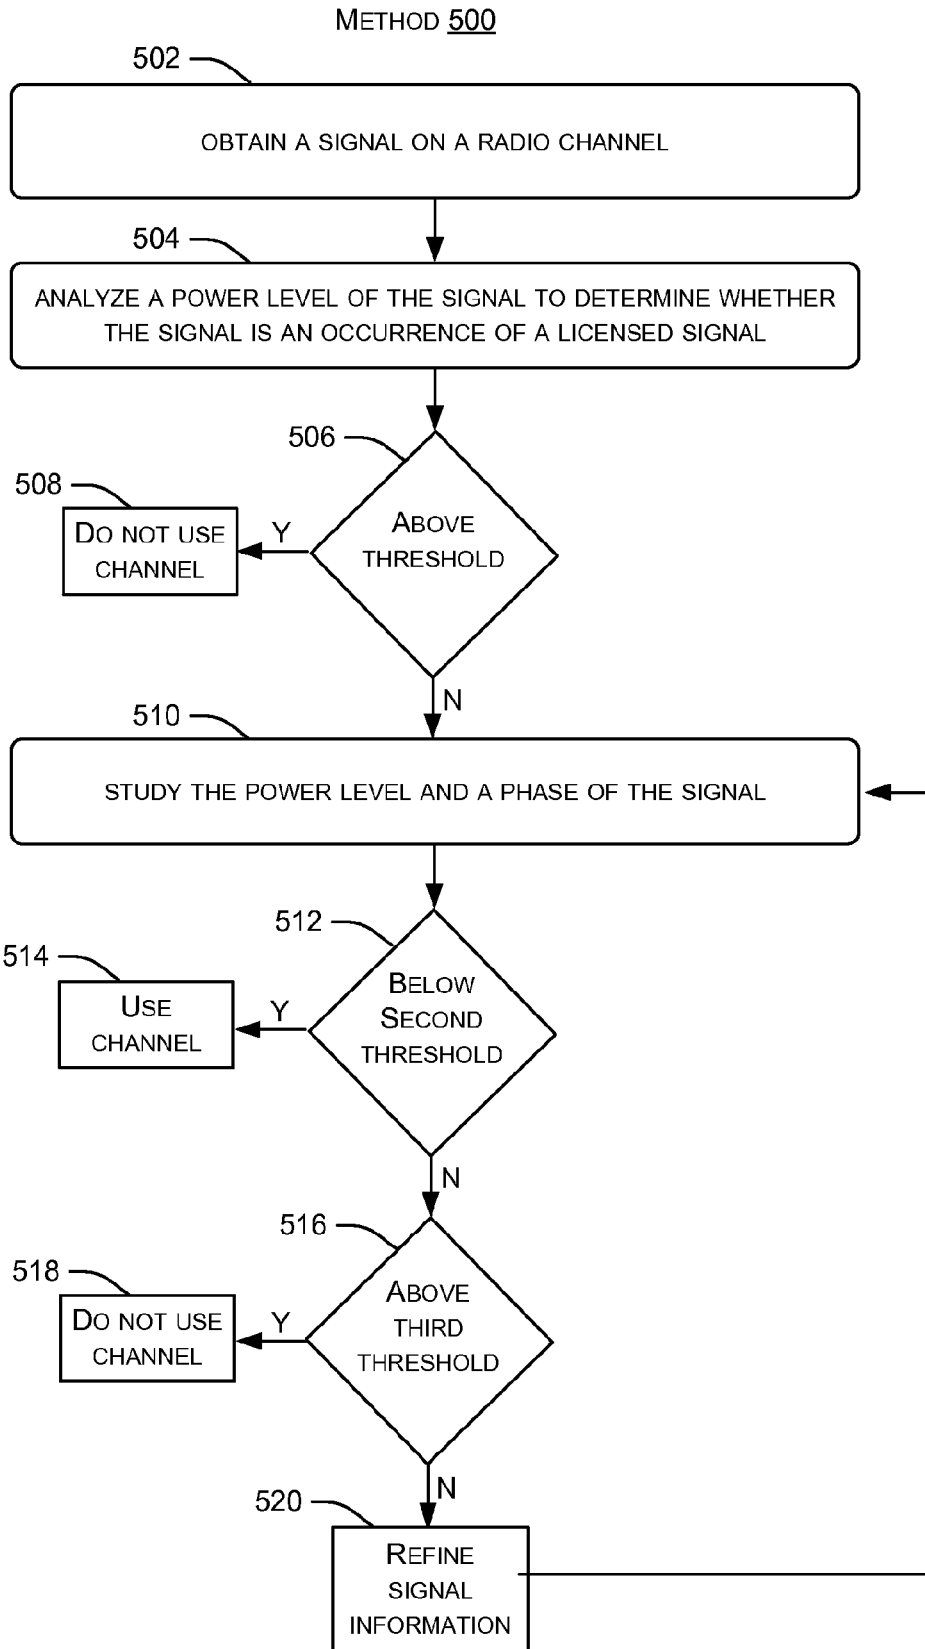 METHOD 500
502
OBTAIN A SIGNAL ON A RADIO CHANNEL
504
ANALYZE A POWER LEVEL OF THE SIGNAL TO DETERMINE WHETHER
THE SIGNAL IS AN OCCURRENCE OF A LICENSED SIGNAL
506
508
ABOVE
THRESHOLD
Y
DO NOT USE
CHANNEL
N
510
STUDY THE POWER LEVEL AND A PHASE OF THE SIGNAL
512
514
BELOW
SECOND
THRESHOLD
Y
USE
CHANNEL
N
516
518
ABOVE
THIRD
THRESHOLD
Y
DO NOT USE
CHANNEL
N
520
REFINE
SIGNAL
INFORMATION